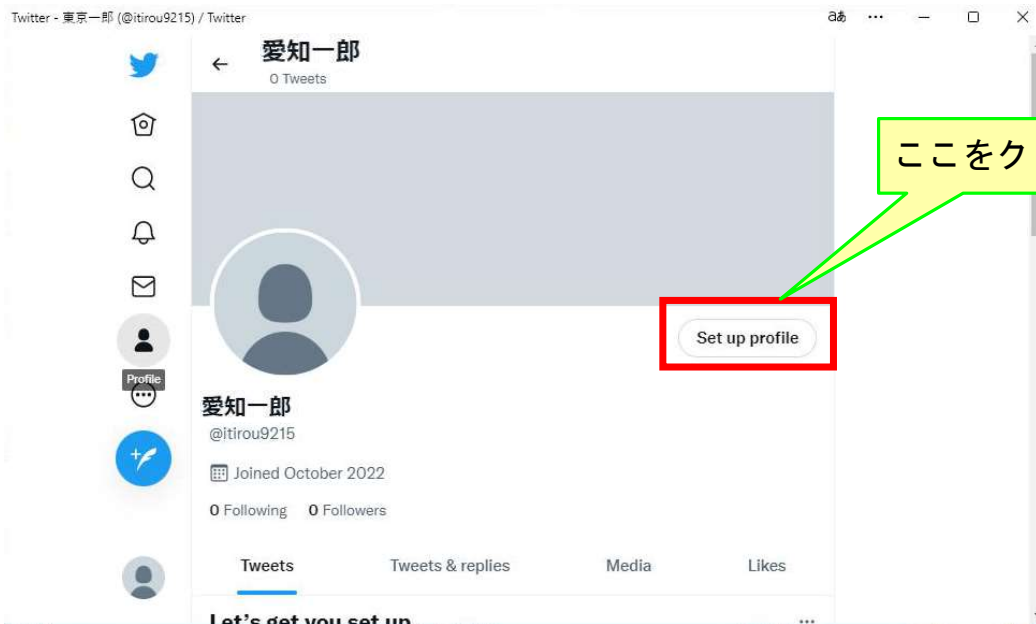 Twitter - 東京一郎 (@itirou9215) / Twitter
aあ
愛知一郎
0 Tweets
ここをク
Set up profile
Profile
愛知一郎
@itirou9215
Joined October 2022
0 Following 0 Followers
Tweets Tweets & replies Media Likes
Let's get you set up